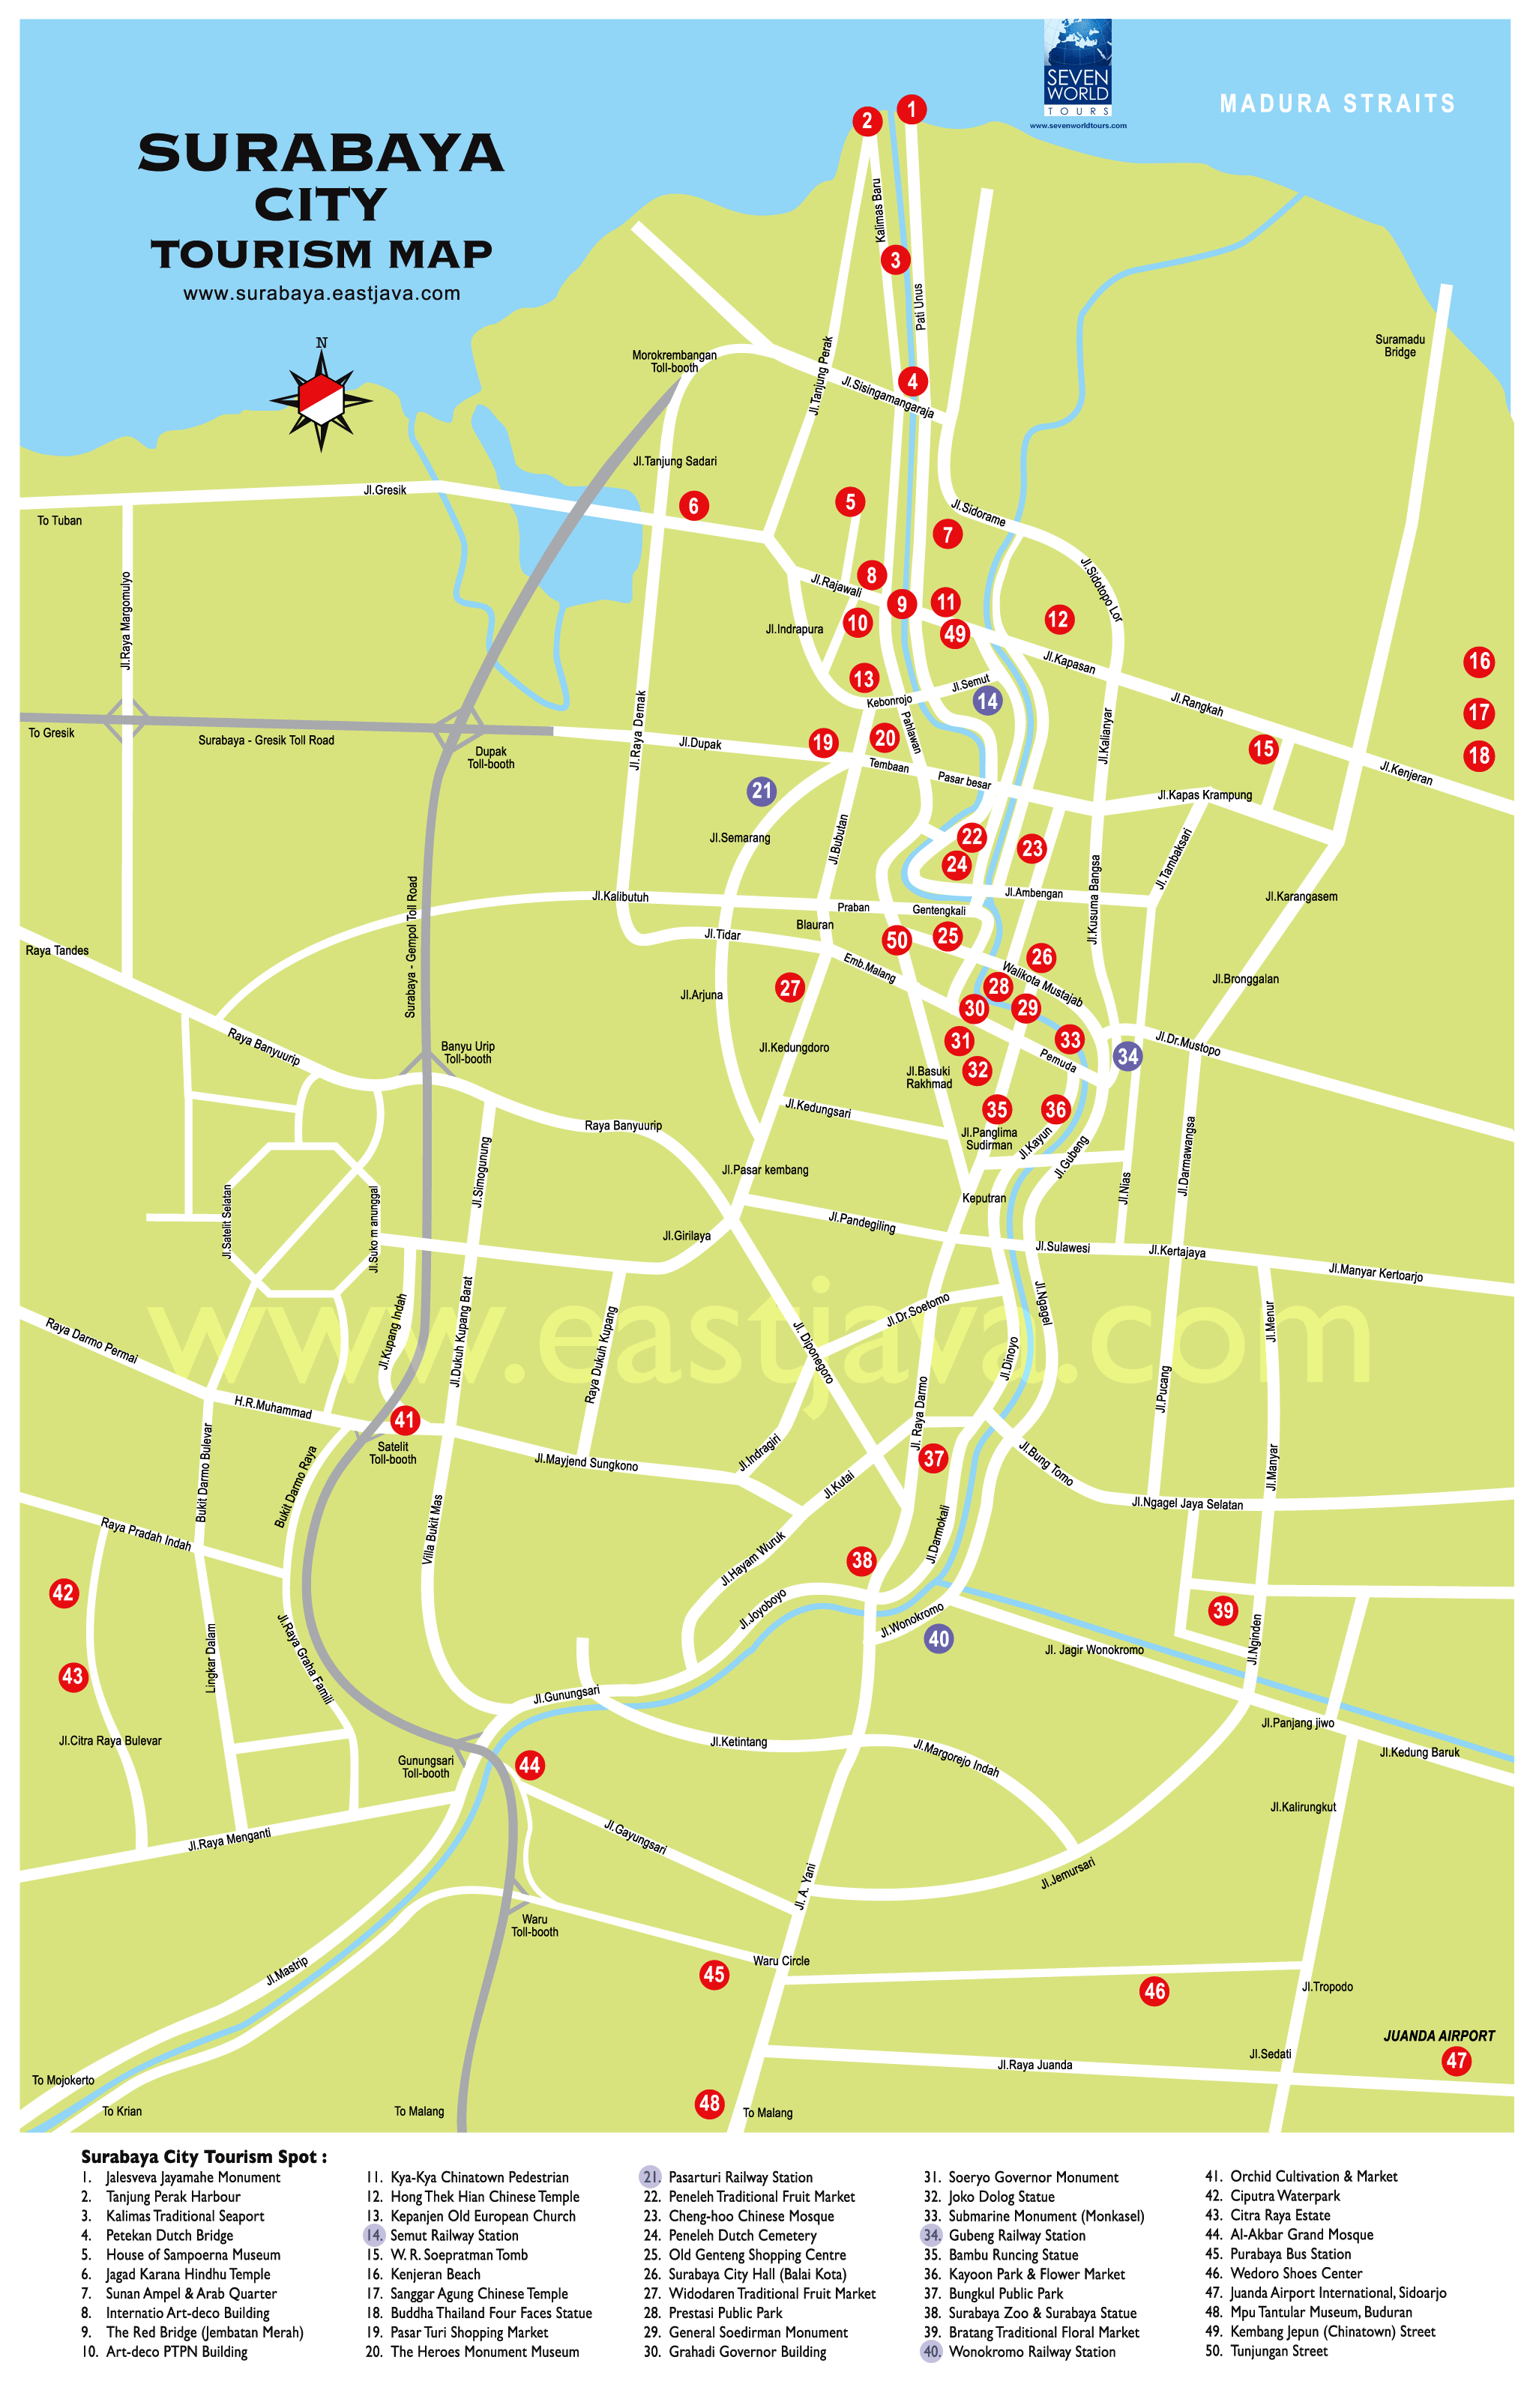 SEVEN
WORLD
TOURS
www.sevenworldtours.com
MADURA STRAITS
SURABAYA
CITY
TOURISM MAP
www.surabaya.eastjava.com
N
1
2
Kalimas Baru
3
Pati Unus
Suramadu
Bridge
Morokrembangan
Toll-booth
Jl.Tanjung Perak
Jl.Sisingamangaraja
4
Jl.Tanjung Sadari
Jl.Gresik
To Tuban
6
5
Jl.Sidorame
7
Jl.Sidotopo Lor
Jl.Raya Margomulyo
Jl.Rajawali
8
9
11
12
10
49
Jl.Indrapura
Jl.Kapasan
16
13
Jl.Semut
14
Kebonrojo
Jl.Rangkah
17
To Gresik
Surabaya - Gresik Toll Road
Dupak
Toll-booth
Jl.Raya Demak
Jl.Dupak
19
20
Pahlawan
Jl.Kalianyar
15
18
Tembaan
Pasar besar
Jl.Kenjeran
21
Jl.Kapas Krampung
Jl.Semarang
Jl.Bubutan
22
23
24
Jl.Tambaksari
Jl.Kalibutuh
Jl.Ambengan
Jl.Karangasem
Praban
Gentengkali
Jl.Kusuma Bangsa
Blauran
Jl.Tidar
50
25
Raya Tandes
Surabaya - Gempol Toll Road
Emb.Malang
26
Walikota Mustajab
Jl.Bronggalan
Jl.Arjuna
27
28
30
29
Raya Banyuurip
Banyu Urip
Toll-booth
Jl.Kedungdoro
31
33
34
Jl.Dr.Mustopo
Pemuda
Jl.Basuki
Rakhmad
32
Jl.Kedungsari
35
36
Raya Banyuurip
Jl.Panglima
Sudirman
Jl.Kayun
Jl.Gubeng
Jl.Simogunung
Jl.Pasar kembang
Jl.Darmawangsa
Jl.Nias
Keputran
Jl.Satelit Selatan
Jl.Suko m anunggal
Jl.Girilaya
Jl.Pandegiling
Jl.Sulawesi
Jl.Kertajaya
Jl.Manyar Kertoarjo
www.eastjava.com
Jl.Ngagel
Jl.Dr.Soetomo
Jl.Menur
Raya Darmo Permai
Jl.Kupang Indah
Jl.Dukuh Kupang Barat
Raya Dukuh Kupang
Jl. Diponegoro
Jl.Dinoyo
Jl.Pucang
Jl. Raya Darmo
H.R.Muhammad
41
Satelit
Toll-booth
Bukit Darmo Bulevar
Bukit Darmo Raya
Jl.Mayjend Sungkono
Jl.Indragiri
37
Jl.Bung Tomo
Jl.Manyar
Jl.Kutai
Jl.Ngagel Jaya Selatan
Raya Pradah Indah
Villa Bukit Mas
Jl.Hayam Wuruk
38
Jl.Darmokali
42
Jl.Joyoboyo
Jl.Wonokromo
39
40
Jl.Raya Graha Famili
Lingkar Dalam
Jl. Jagir Wonokromo
Jl.Nginden
43
Jl.Gunungsari
Jl.Citra Raya Bulevar
Jl.Ketintang
Jl.Margorejo Indah
Jl.Panjang jiwo
Jl.Kedung Baruk
Gunungsari
Toll-booth
44
Jl.Kalirungkut
Jl.Raya Menganti
Jl.Gayungsari
Jl. A. Yani
Jl.Jemursari
Waru
Toll-booth
Jl.Mastrip
Waru Circle
45
46
Jl.Tropodo
JUANDA AIRPORT
Jl.Sedati
47
Jl.Raya Juanda
To Mojokerto
To Krian
To Malang
48
To Malang
Surabaya City Tourism Spot :
1. Jalesveva Jayamahe Monument
2. Tanjung Perak Harbour
3. Kalimas Traditional Seaport
4. Petekan Dutch Bridge
5. House of Sampoerna Museum
6. Jagad Karana Hindhu Temple
7. Sunan Ampel & Arab Quarter
8. Internatio Art-deco Building
9. The Red Bridge (Jembatan Merah)
10. Art-deco PTPN Building
11. Kya-Kya Chinatown Pedestrian
12. Hong Thek Hian Chinese Temple
13. Kepanjen Old European Church
14. Semut Railway Station
15. W. R. Soepratman Tomb
16. Kenjeran Beach
17. Sanggar Agung Chinese Temple
18. Buddha Thailand Four Faces Statue
19. Pasar Turi Shopping Market
20. The Heroes Monument Museum
21. Pasarturi Railway Station
22. Peneleh Traditional Fruit Market
23. Cheng-hoo Chinese Mosque
24. Peneleh Dutch Cemetery
25. Old Genteng Shopping Centre
26. Surabaya City Hall (Balai Kota)
27. Widodaren Traditional Fruit Market
28. Prestasi Public Park
29. General Soedirman Monument
30. Grahadi Governor Building
31. Soeryo Governor Monument
32. Joko Dolog Statue
33. Submarine Monument (Monkasel)
34. Gubeng Railway Station
35. Bambu Runcing Statue
36. Kayoon Park & Flower Market
37. Bungkul Public Park
38. Surabaya Zoo & Surabaya Statue
39. Bratang Traditional Floral Market
40. Wonokromo Railway Station
41. Orchid Cultivation & Market
42. Ciputra Waterpark
43. Citra Raya Estate
44. Al-Akbar Grand Mosque
45. Purabaya Bus Station
46. Wedoro Shoes Center
47. Juanda Airport International, Sidoarjo
48. Mpu Tantular Museum, Buduran
49. Kembang Jepun (Chinatown) Street
50. Tunjungan Street